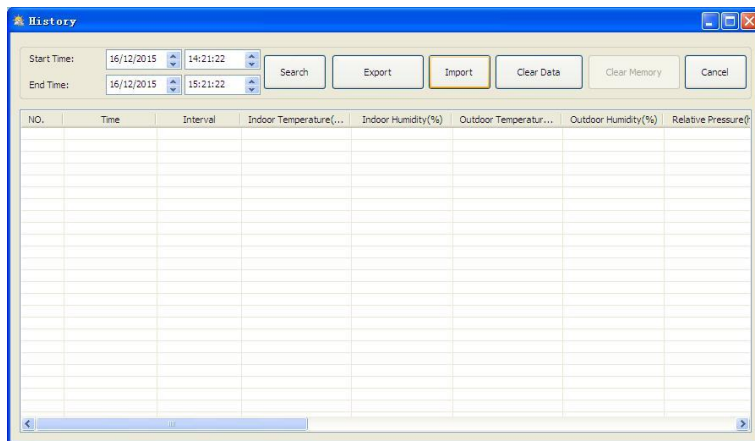 History
Start Time: 16/12/2015 14:21:22
End Time: 16/12/2015 15:21:22
Search Export Import Clear Data Clear Memory Cancel
NO. Time Interval Indoor Temperature(... Indoor Humidity(%) Outdoor Temperatur... Outdoor Humidity(%) Relative Pressure(h